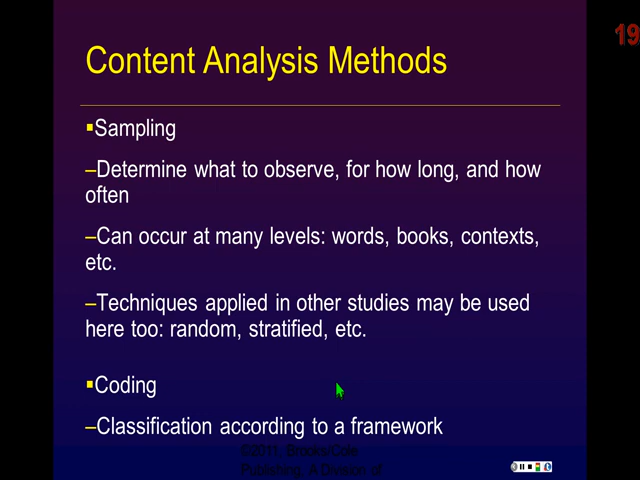 19
Content Analysis Methods
▪Sampling
–Determine what to observe, for how long, and how
often
–Can occur at many levels: words, books, contexts,
etc.
–Techniques applied in other studies may be used
here too: random, stratified, etc.
▪Coding
–Classification according to a framework
©2011 Brooks/Cole
Publishing, A Division of